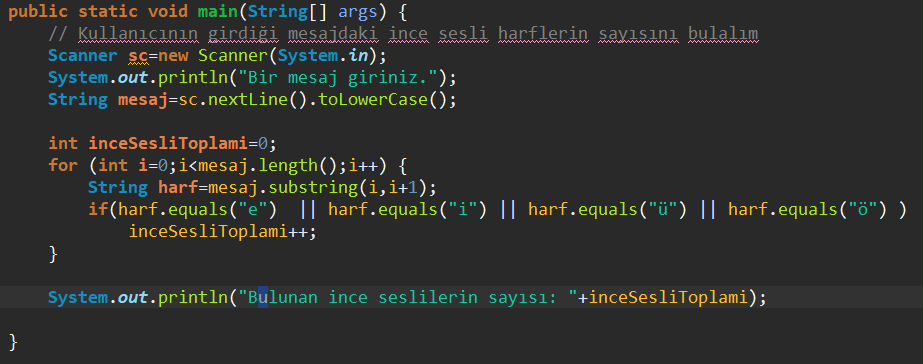 public static void main(String[] args) {
// Kullanıcının girdiği mesajdaki ince sesli harflerin sayısını bulalım
Scanner sc=new Scanner(System.in);
System.out.println("Bir mesaj giriniz.");
String mesaj=sc.nextLine().toLowerCase();
int inceSesliToplami=0;
for (int i=0;i<mesaj.length();i++) {
String harf=mesaj.substring(i,i+1);
if(harf.equals("e")  || harf.equals("i") || harf.equals("ü") || harf.equals("ö") )
inceSesliToplami++;
}
System.out.println("Bulunan ince seslilerin sayısı: "+inceSesliToplami);
}